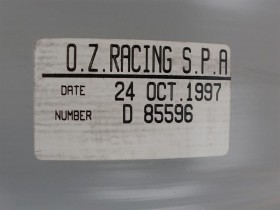 O.Z.RACING S.P.A
DATE 24 OCT.1997
NUMBER D 85596